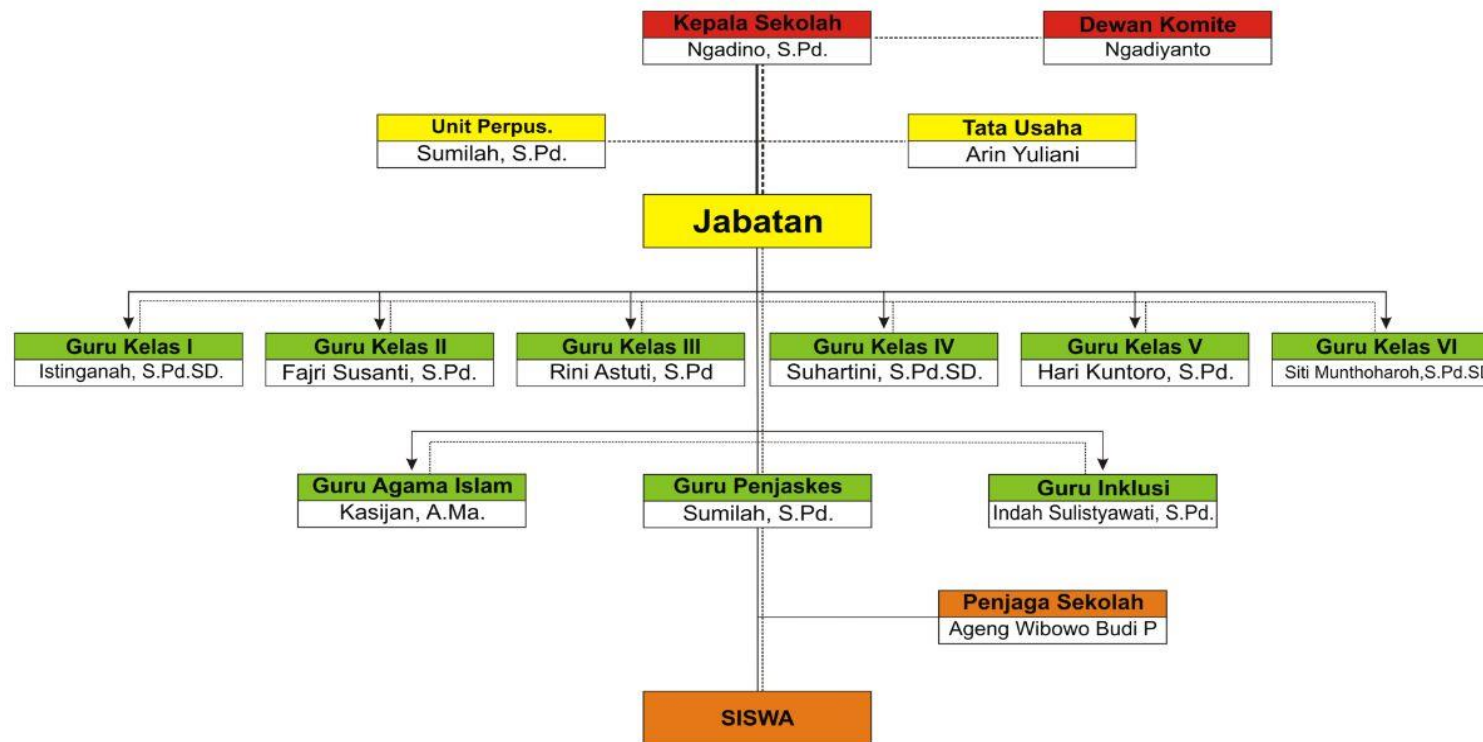 Kepala Sekolah
Ngadino, S.Pd.
Dewan Komite
Ngadiyanto
Unit Perpus.
Sumilah, S.Pd.
Tata Usaha
Arin Yuliani
Jabatan
Guru Kelas I
Istinganah, S.Pd.SD.
Guru Kelas II
Fajri Susanti, S.Pd.
Guru Kelas III
Rini Astuti, S.Pd
Guru Kelas IV
Suhartini, S.Pd.SD.
Guru Kelas V
Hari Kuntoro, S.Pd.
Guru Kelas VI
Siti Munthoharoh,S.Pd.SD
Guru Agama Islam
Kasijan, A.Ma.
Guru Penjaskes
Sumilah, S.Pd.
Guru Inklusi
Indah Sulistyawati, S.Pd.
Penjaga Sekolah
Ageng Wibowo Budi P
SISWA